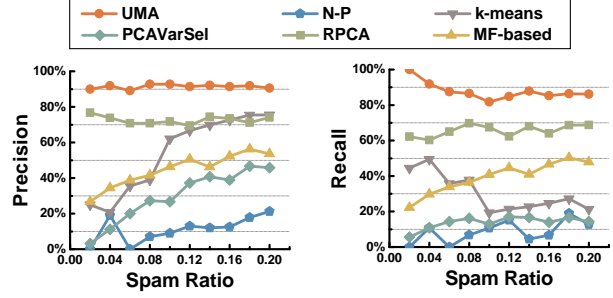 UMA N-P k-means
PCAVarSel RPCA MF-based
100%
80%
60%
40%
20%
0%
Precision
0.00 0.04 0.08 0.12 0.16 0.20
Spam Ratio
100%
80%
60%
40%
20%
0%
Recall
0.00 0.04 0.08 0.12 0.16 0.20
Spam Ratio